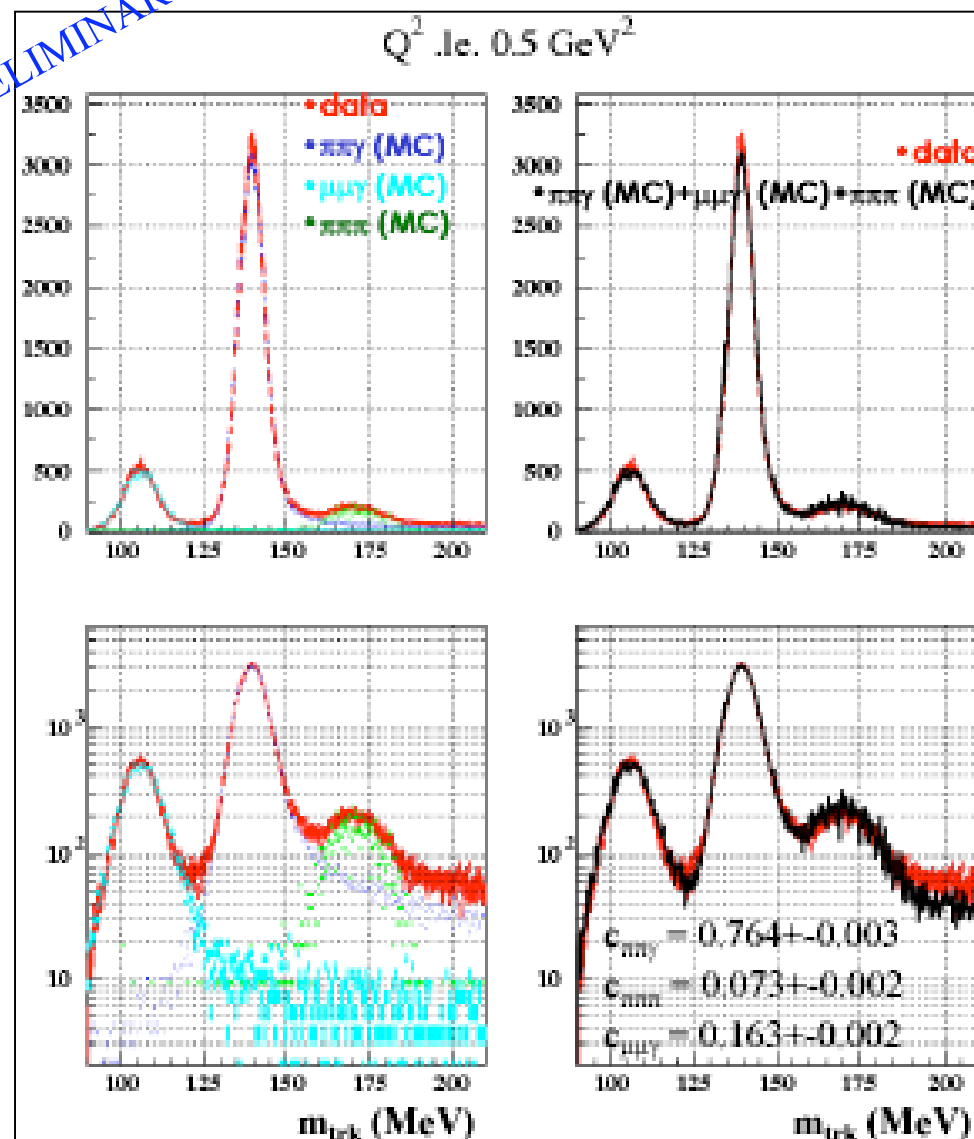 ELIMINAR
Q² .le. 0.5 GeV²
3500
3000
2500
2000
1500
1000
500
0
100 125 150 175 200
•data
•ππγ (MC)
•μμγ (MC)
•πππ (MC)
3500
3000
2500
2000
1500
1000
500
0
100 125 150 175 200
•data
•ππγ (MC)+μμγ (MC)+πππ (MC)
10³
10²
10
100 125 150 175 200
m_trk (MeV)
10³
10²
10
c_ππγ = 0.764+-0.003
c_πππ = 0.073+-0.002
c_μμγ = 0.163+-0.002
100 125 150 175 200
m_trk (MeV)